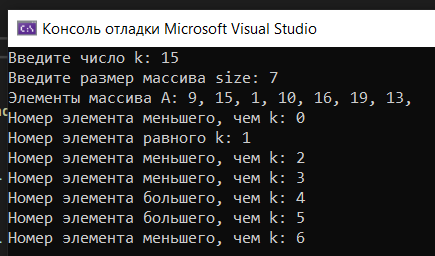 Консоль отладки Microsoft Visual Studio
Введите число k: 15
Введите размер массива size: 7
Элементы массива A: 9, 15, 1, 10, 16, 19, 13,
Номер элемента меньшего, чем k: 0
Номер элемента равного k: 1
Номер элемента меньшего, чем k: 2
Номер элемента меньшего, чем k: 3
Номер элемента большего, чем k: 4
Номер элемента большего, чем k: 5
Номер элемента меньшего, чем k: 6